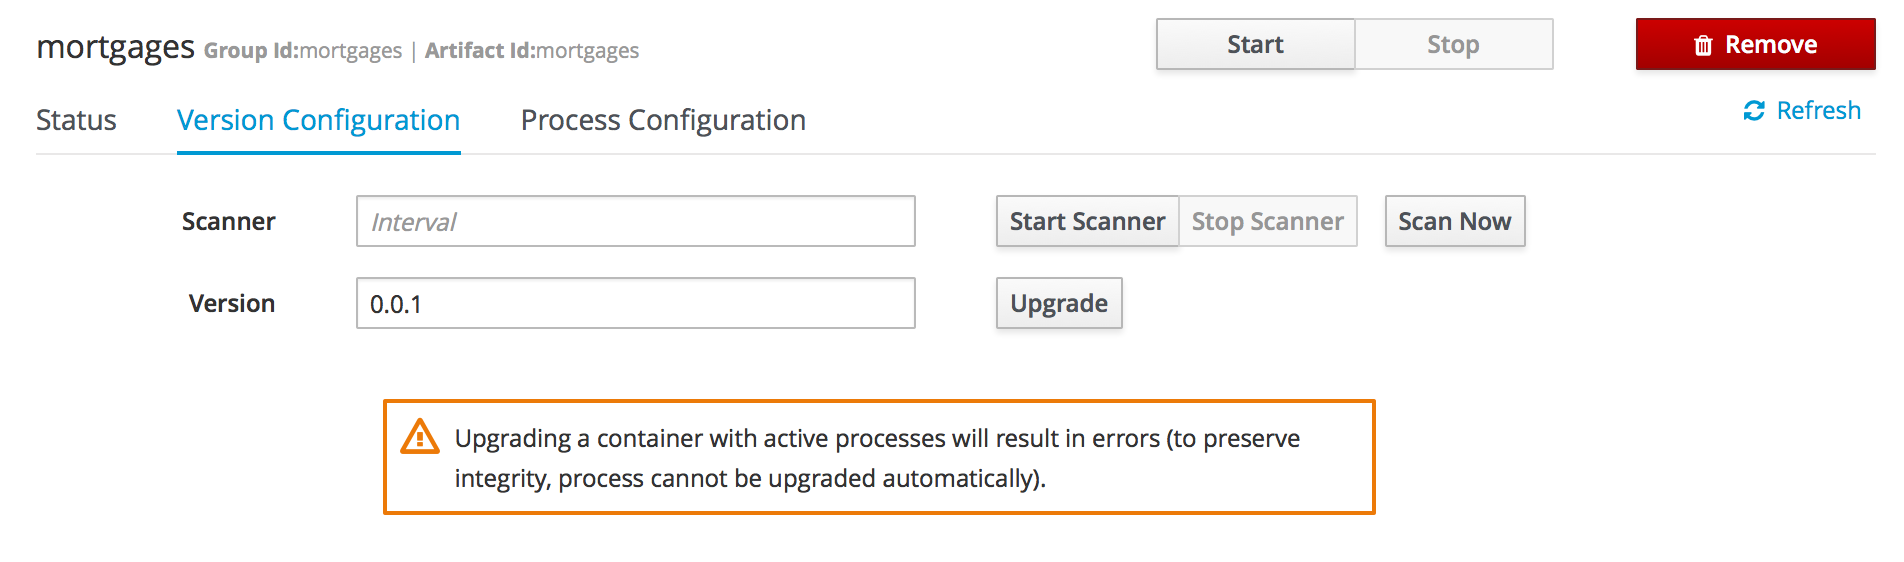 mortgages Group Id:mortgages | Artifact Id:mortgages Start Stop Remove
Status Version Configuration Process Configuration Refresh
Scanner Interval Start Scanner Stop Scanner Scan Now
Version 0.0.1 Upgrade
Upgrading a container with active processes will result in errors (to preserve
integrity, process cannot be upgraded automatically).